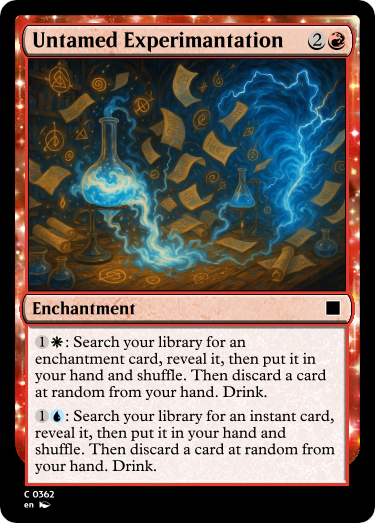 Untamed Experimantation 2
Enchantment
1: Search your library for an
enchantment card, reveal it, then put it in
your hand and shuffle. Then discard a card
at random from your hand. Drink.
1: Search your library for an instant card,
reveal it, then put it in your hand and
shuffle. Then discard a card at random from
your hand. Drink.
C 0362
en